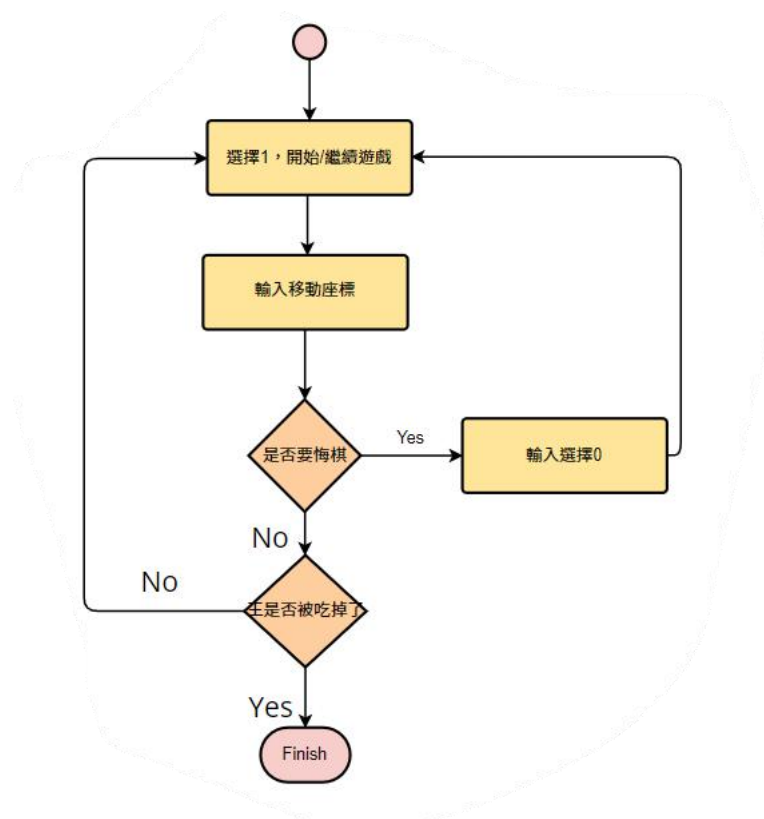 選擇1，開始/繼續遊戲
輸入移動座標
是否要悔棋
Yes
輸入選擇0
No
No
王是否被吃掉了
Yes
Finish